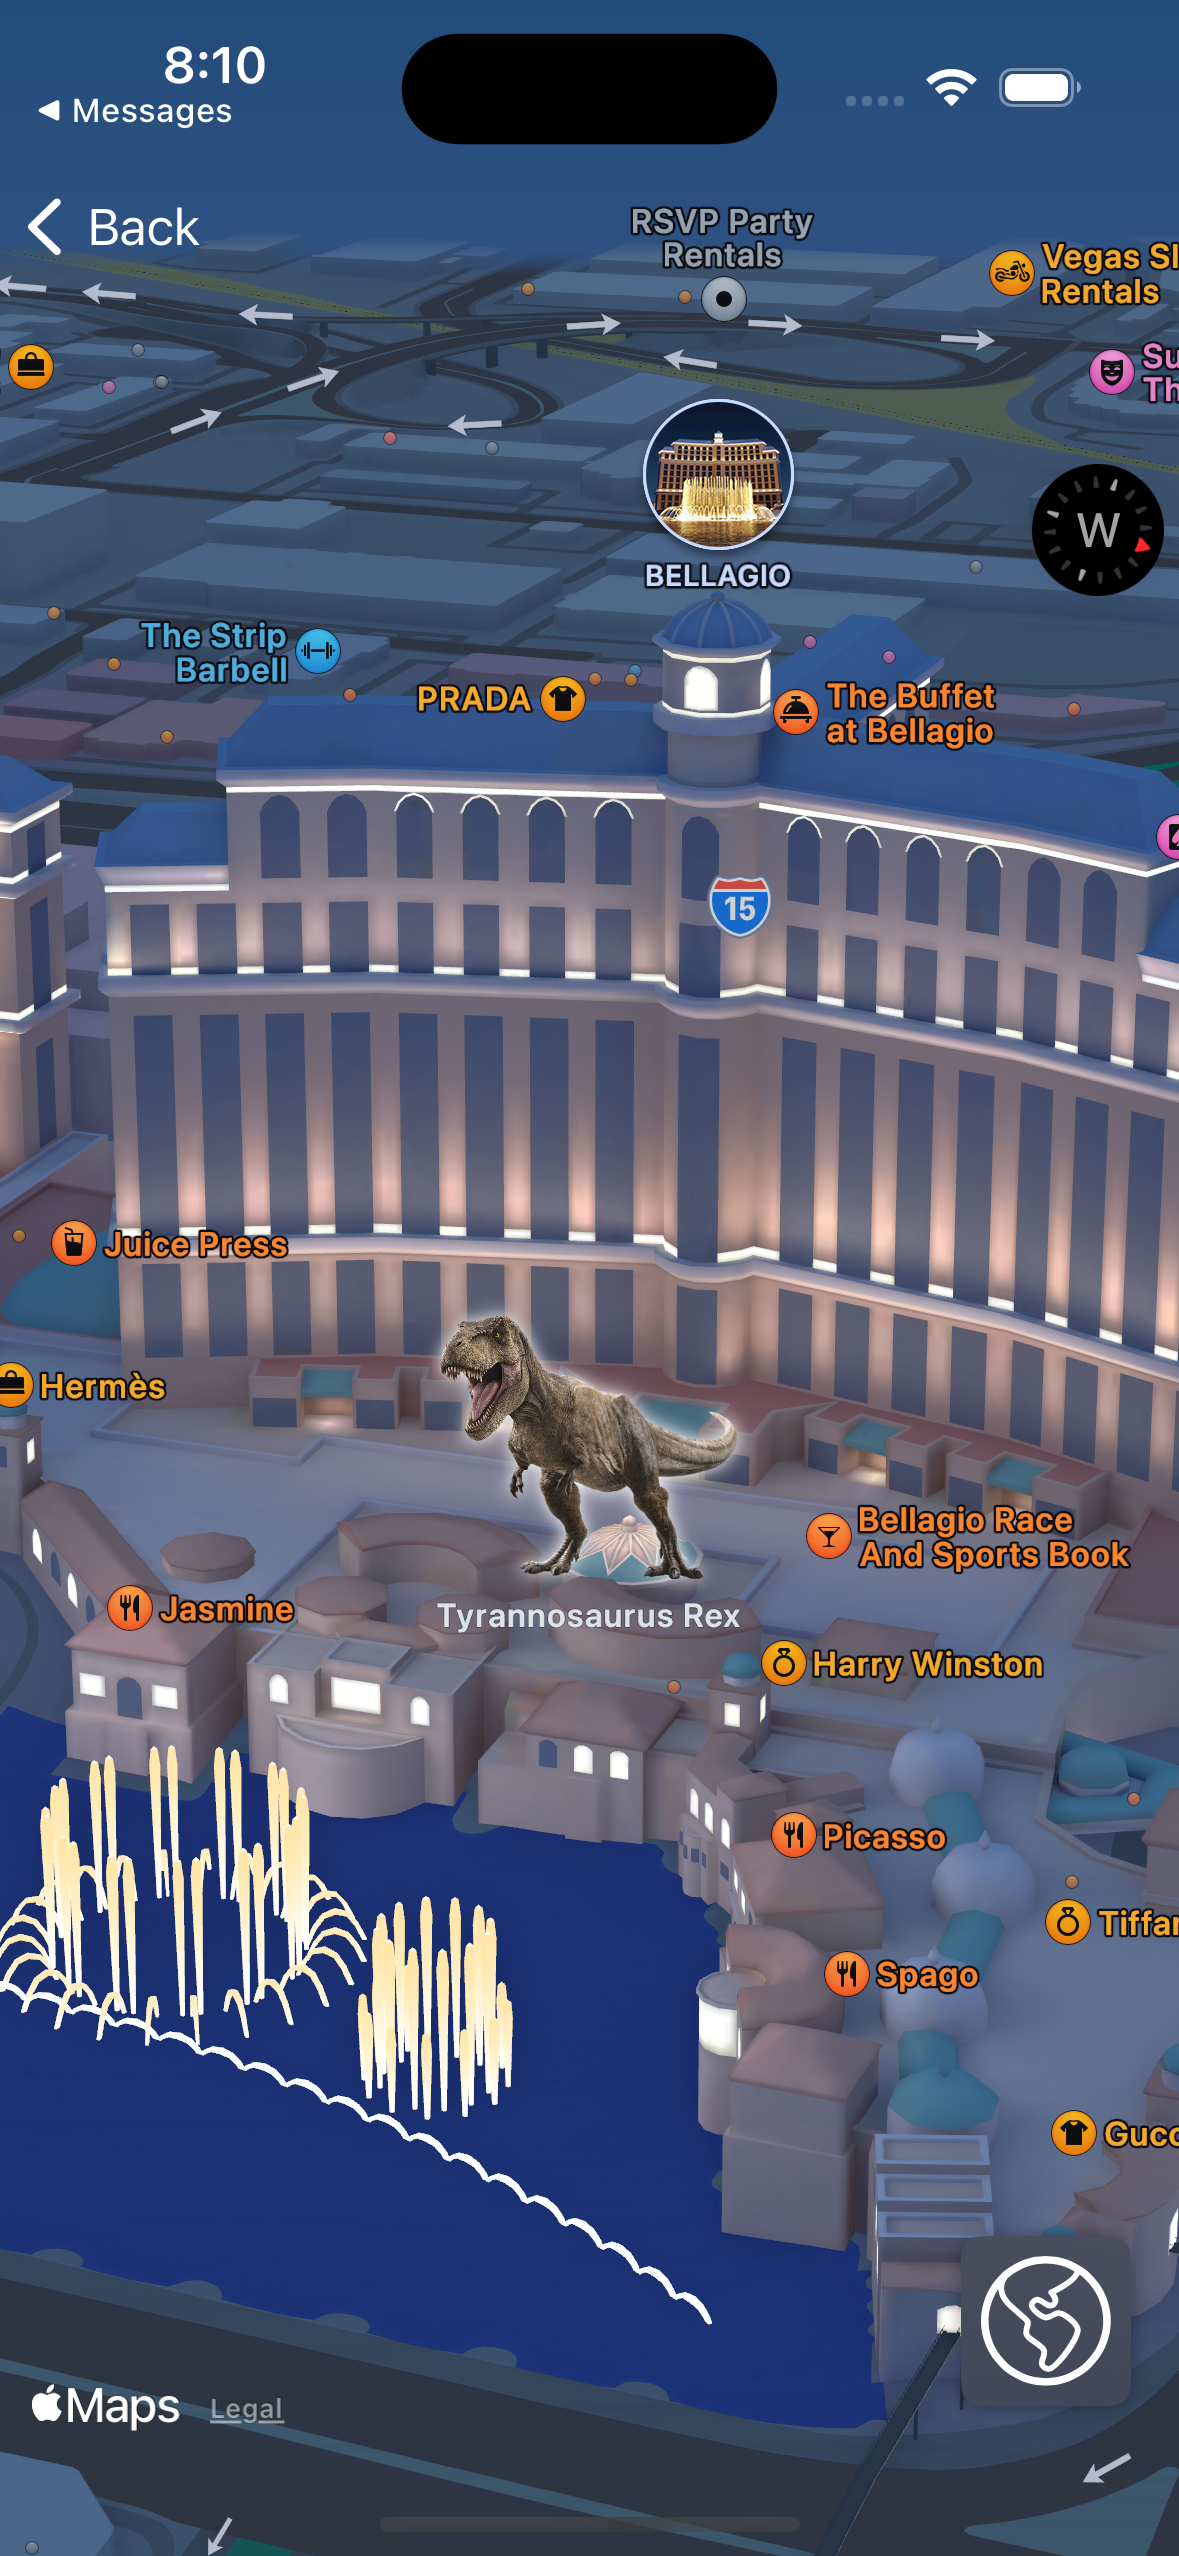 8:10
Messages
Back
RSVP Party
Rentals
Vegas Sl
Rentals
Su
Th
BELLAGIO
W
The Strip
Barbell
PRADA
The Buffet
at Bellagio
15
Juice Press
Hermès
Bellagio Race
And Sports Book
Jasmine
Tyrannosaurus Rex
Harry Winston
Picasso
Tiffan
Spago
Gucc
Maps
Legal